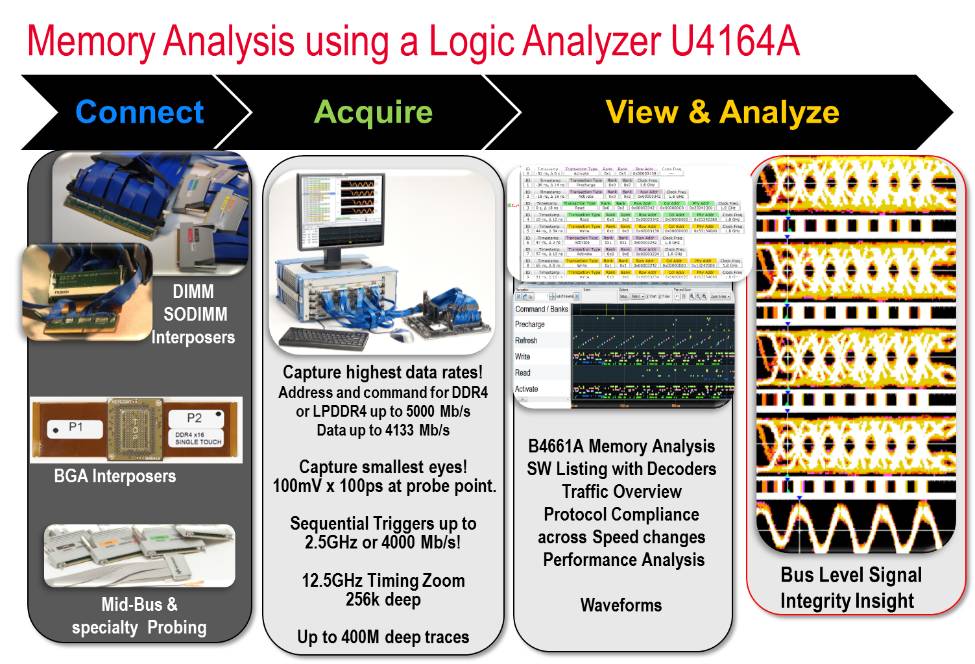 Memory Analysis using a Logic Analyzer U4164A
Connect
Acquire
View & Analyze
DIMM
SODIMM
Interposers
P1
TOP
P2
DDR4 x16
SINGLE TOUCH
BGA Interposers
Mid-Bus &
specialty Probing
Capture highest data rates!
Address and command for DDR4
or LPDDR4 up to 5000 Mb/s
Data up to 4133 Mb/s
Capture smallest eyes!
100mV x 100ps at probe point.
Sequential Triggers up to
2.5GHz or 4000 Mb/s!
12.5GHz Timing Zoom
256k deep
Up to 400M deep traces
Command / Banks
Precharge
Refresh
Write
Read
Activate
B4661A Memory Analysis
SW Listing with Decoders
Traffic Overview
Protocol Compliance
across Speed changes
Performance Analysis
Waveforms
Bus Level Signal
Integrity Insight